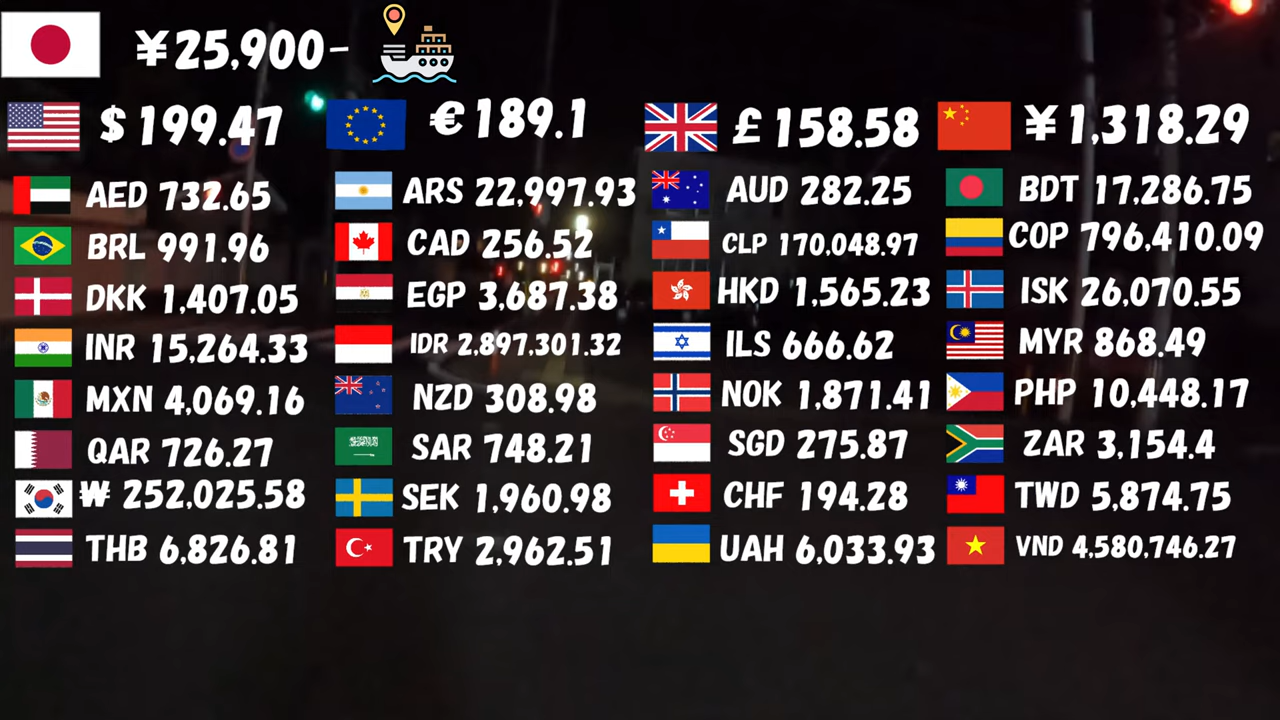 ¥25,900-
$ 199.47 € 189.1 £ 158.58 ¥ 1,318.29
AED 732.65 ARS 22,997.93 AUD 282.25 BDT 17,286.75
BRL 991.96 CAD 256.52 CLP 170,048.97 COP 796,410.09
DKK 1,407.05 EGP 3,687.38 HKD 1,565.23 ISK 26,070.55
INR 15,264.33 IDR 2,897,301.32 ILS 666.62 MYR 868.49
MXN 4,069.16 NZD 308.98 NOK 1,871.41 PHP 10,448.17
QAR 726.27 SAR 748.21 SGD 275.87 ZAR 3,154.4
₩ 252,025.58 SEK 1,960.98 CHF 194.28 TWD 5,874.75
THB 6,826.81 TRY 2,962.51 UAH 6,033.93 VND 4,580,746.27